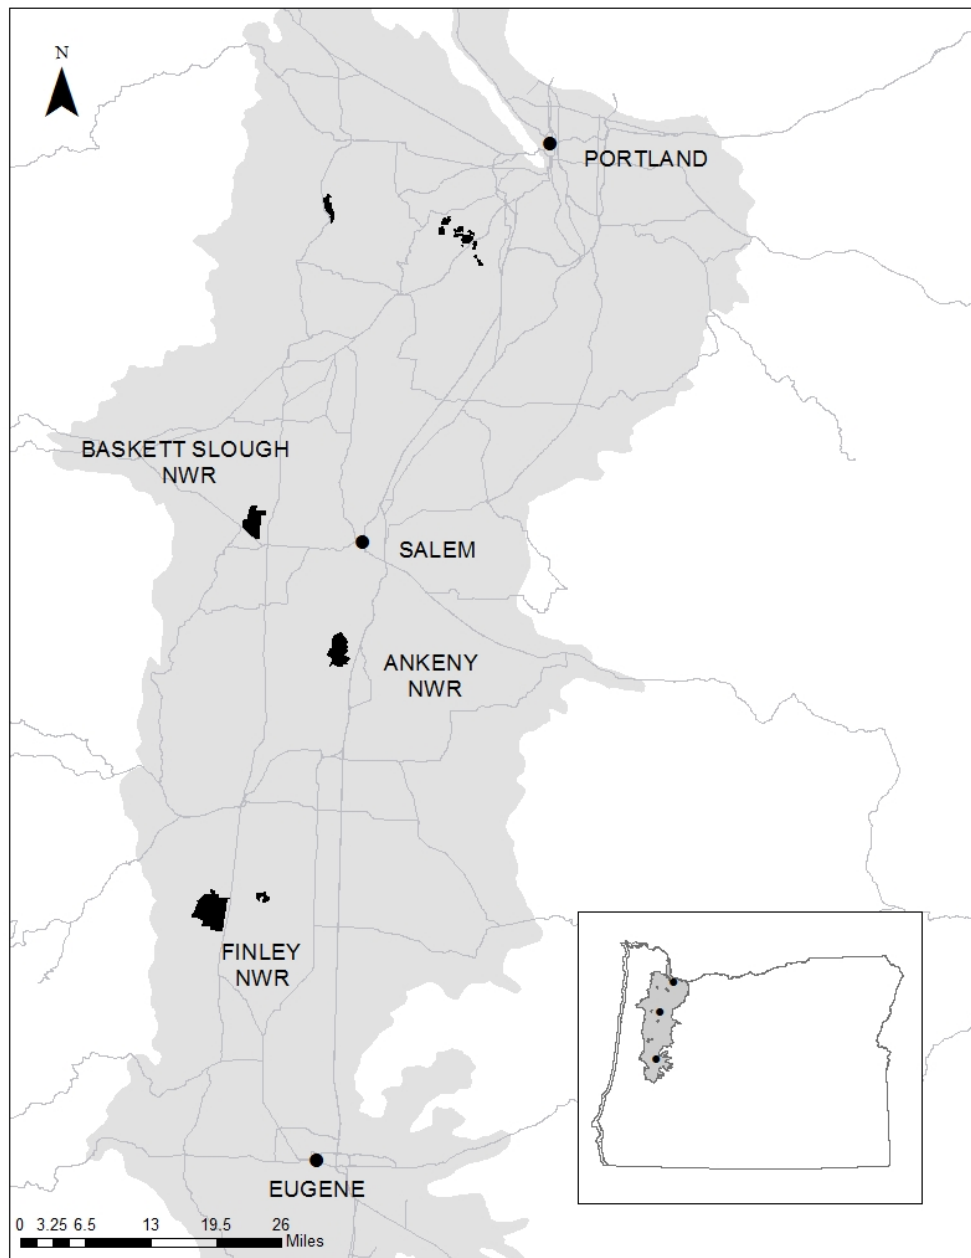 N
PORTLAND
BASKETT SLOUGH
NWR
SALEM
ANKENY
NWR
FINLEY
NWR
EUGENE
0 3.25 6.5 13 19.5 26
Miles